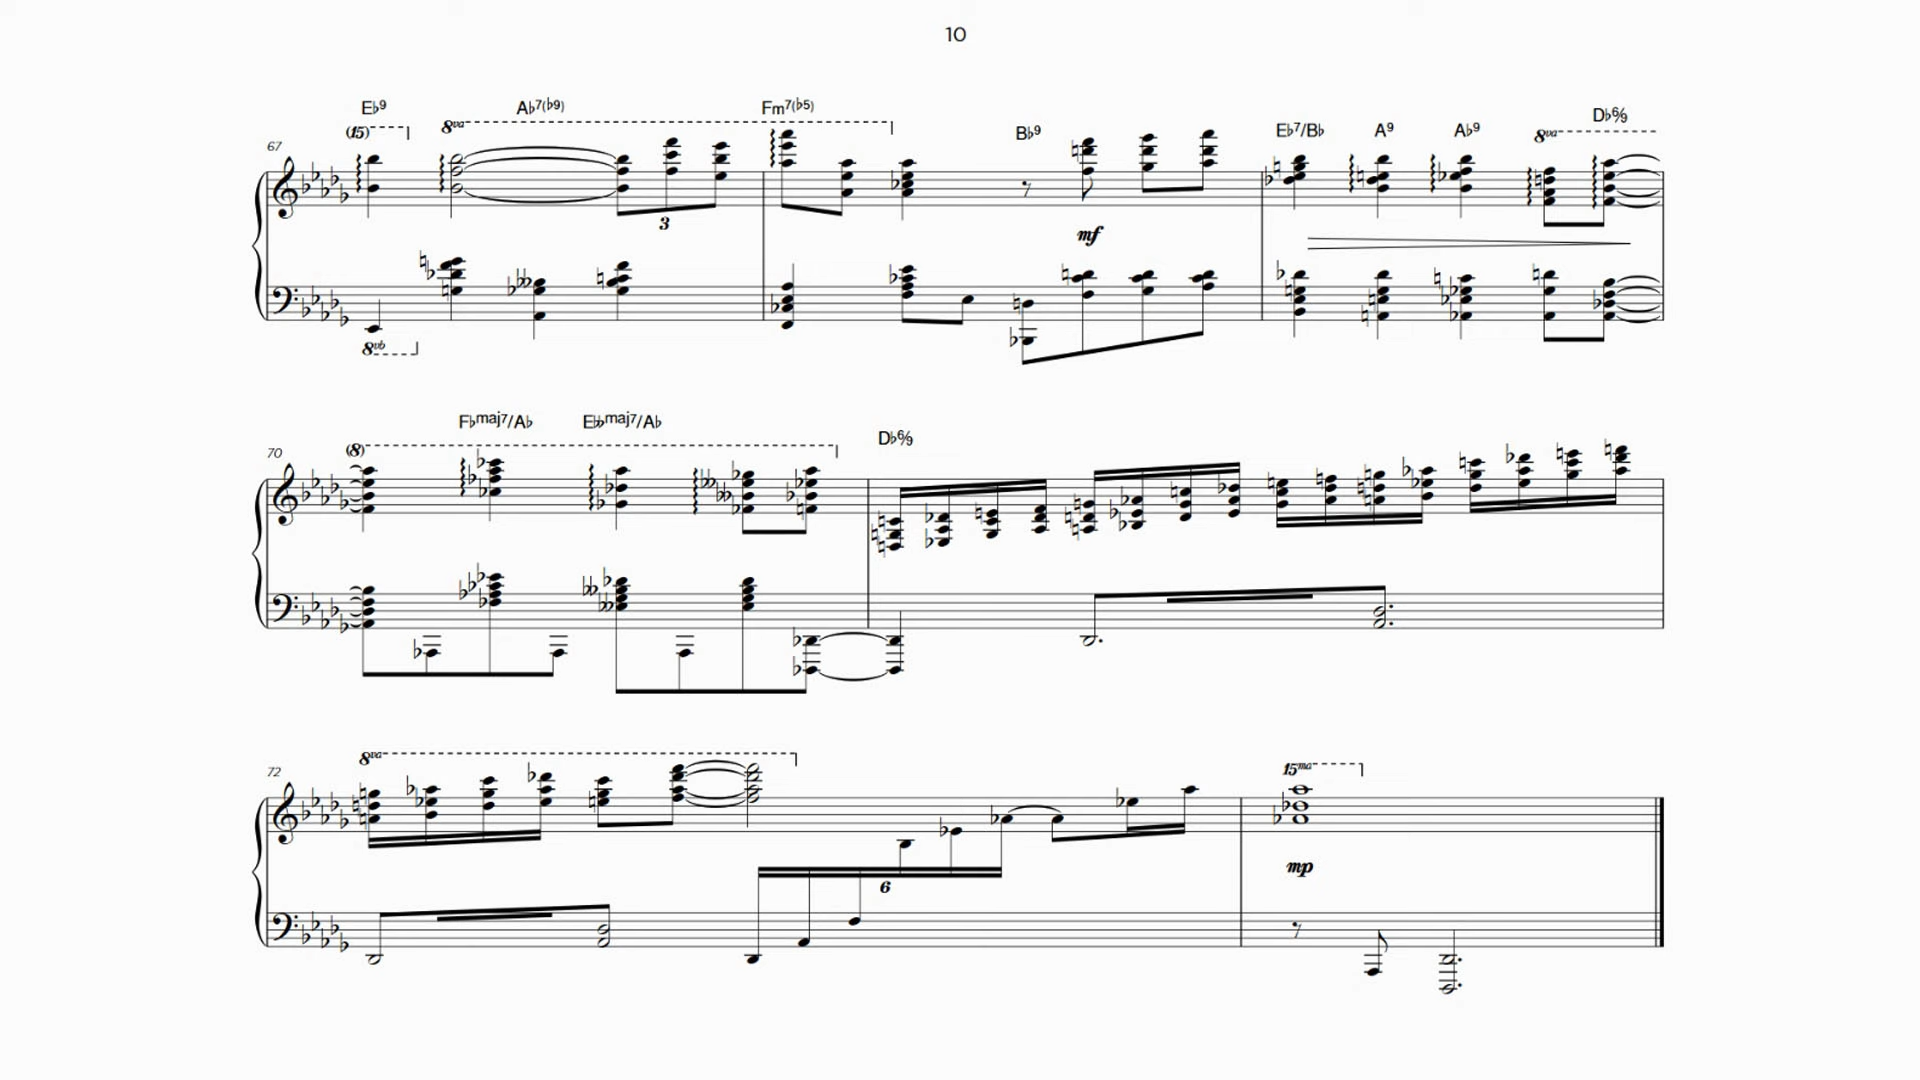 10
E♭9 A♭7(♭9) Fm7(♭5) B♭9 E♭7/B♭ A9 A♭9 D♭6/9
(15) 8va 8va
67
3
mf
8vb
F♭maj7/A♭ E𝄫maj7/A♭ D♭6/9
(8)
70
8va 15ma
72
6
mp